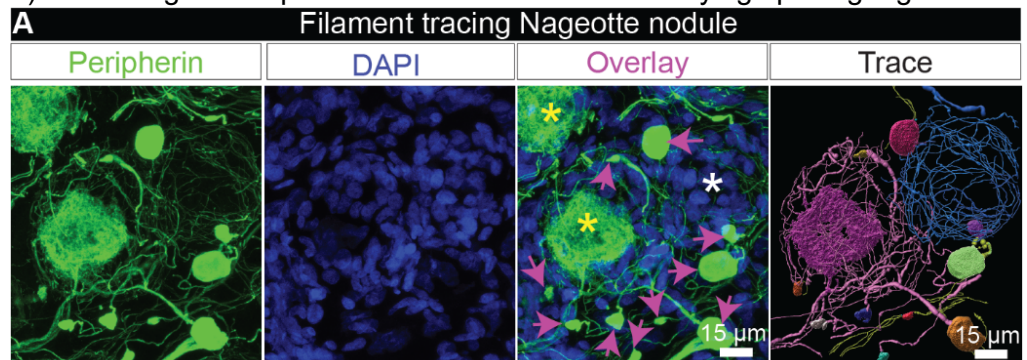 A Filament tracing Nageotte nodule
Peripherin DAPI Overlay Trace
* * *
15 µm 15 µm